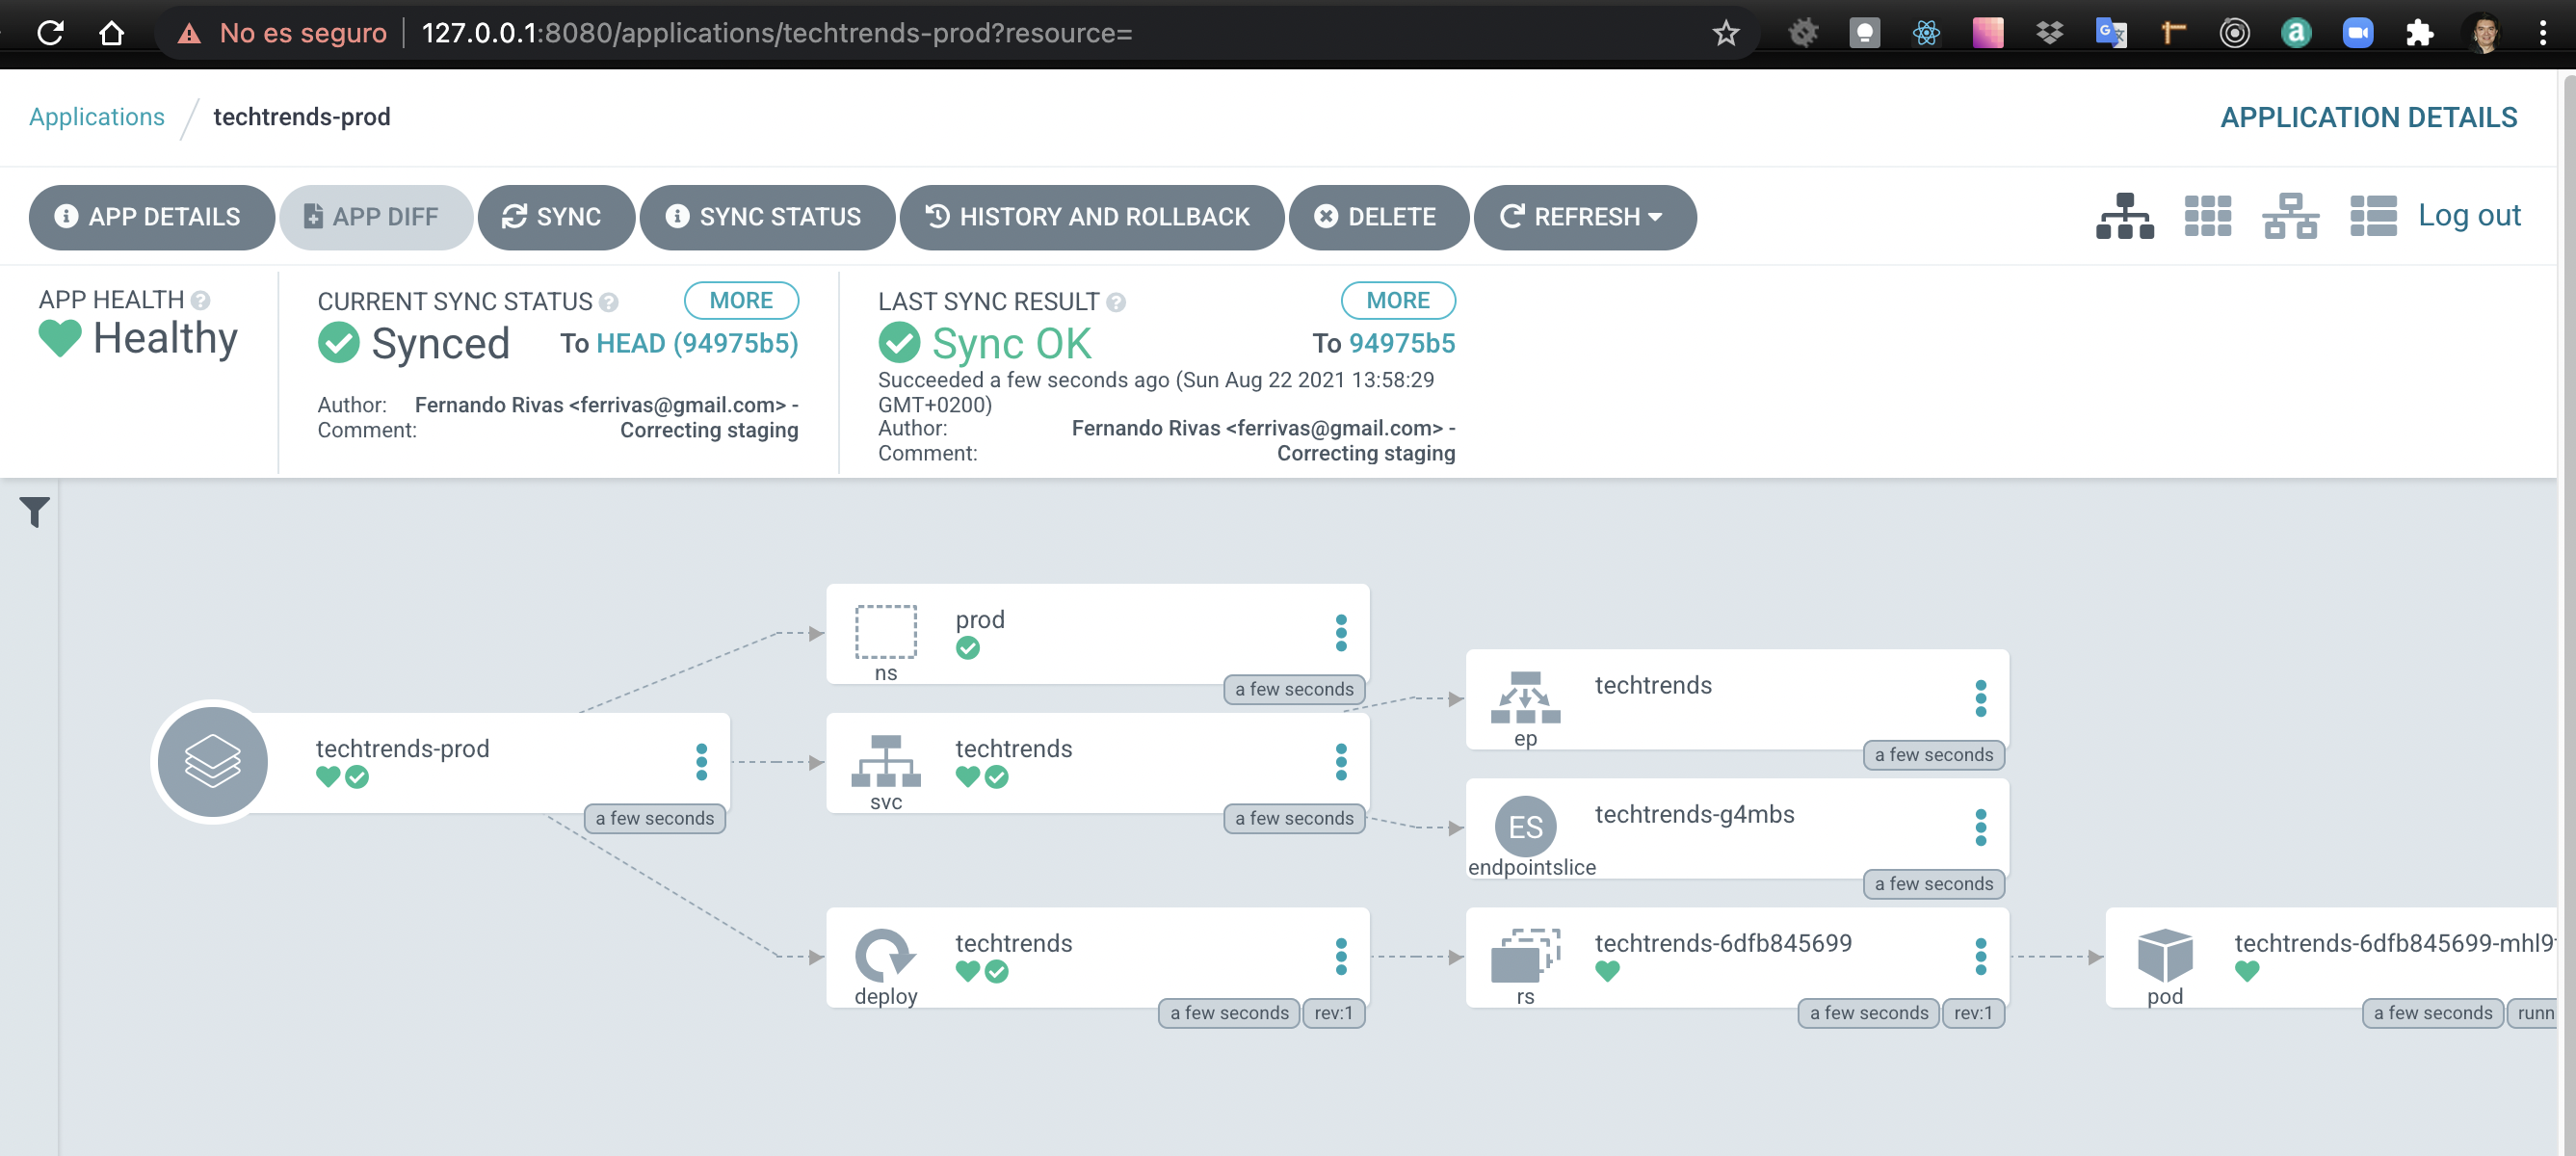 No es seguro 127.0.0.1:8080/applications/techtrends-prod?resource=
Applications / techtrends-prod APPLICATION DETAILS
APP DETAILS APP DIFF SYNC SYNC STATUS HISTORY AND ROLLBACK DELETE REFRESH Log out
APP HEALTH
Healthy
CURRENT SYNC STATUS MORE
Synced To HEAD (94975b5)
Author: Fernando Rivas <ferrivas@gmail.com> -
Comment: Correcting staging
LAST SYNC RESULT MORE
Sync OK To 94975b5
Succeeded a few seconds ago (Sun Aug 22 2021 13:58:29
GMT+0200)
Author: Fernando Rivas <ferrivas@gmail.com> -
Comment: Correcting staging
techtrends-prod
a few seconds
prod
ns
a few seconds
techtrends
svc
a few seconds
techtrends
deploy
a few seconds rev:1
techtrends
ep
a few seconds
ES
techtrends-g4mbs
endpointslice
a few seconds
techtrends-6dfb845699
rs
a few seconds rev:1
techtrends-6dfb845699-mhl9
pod
a few seconds runn